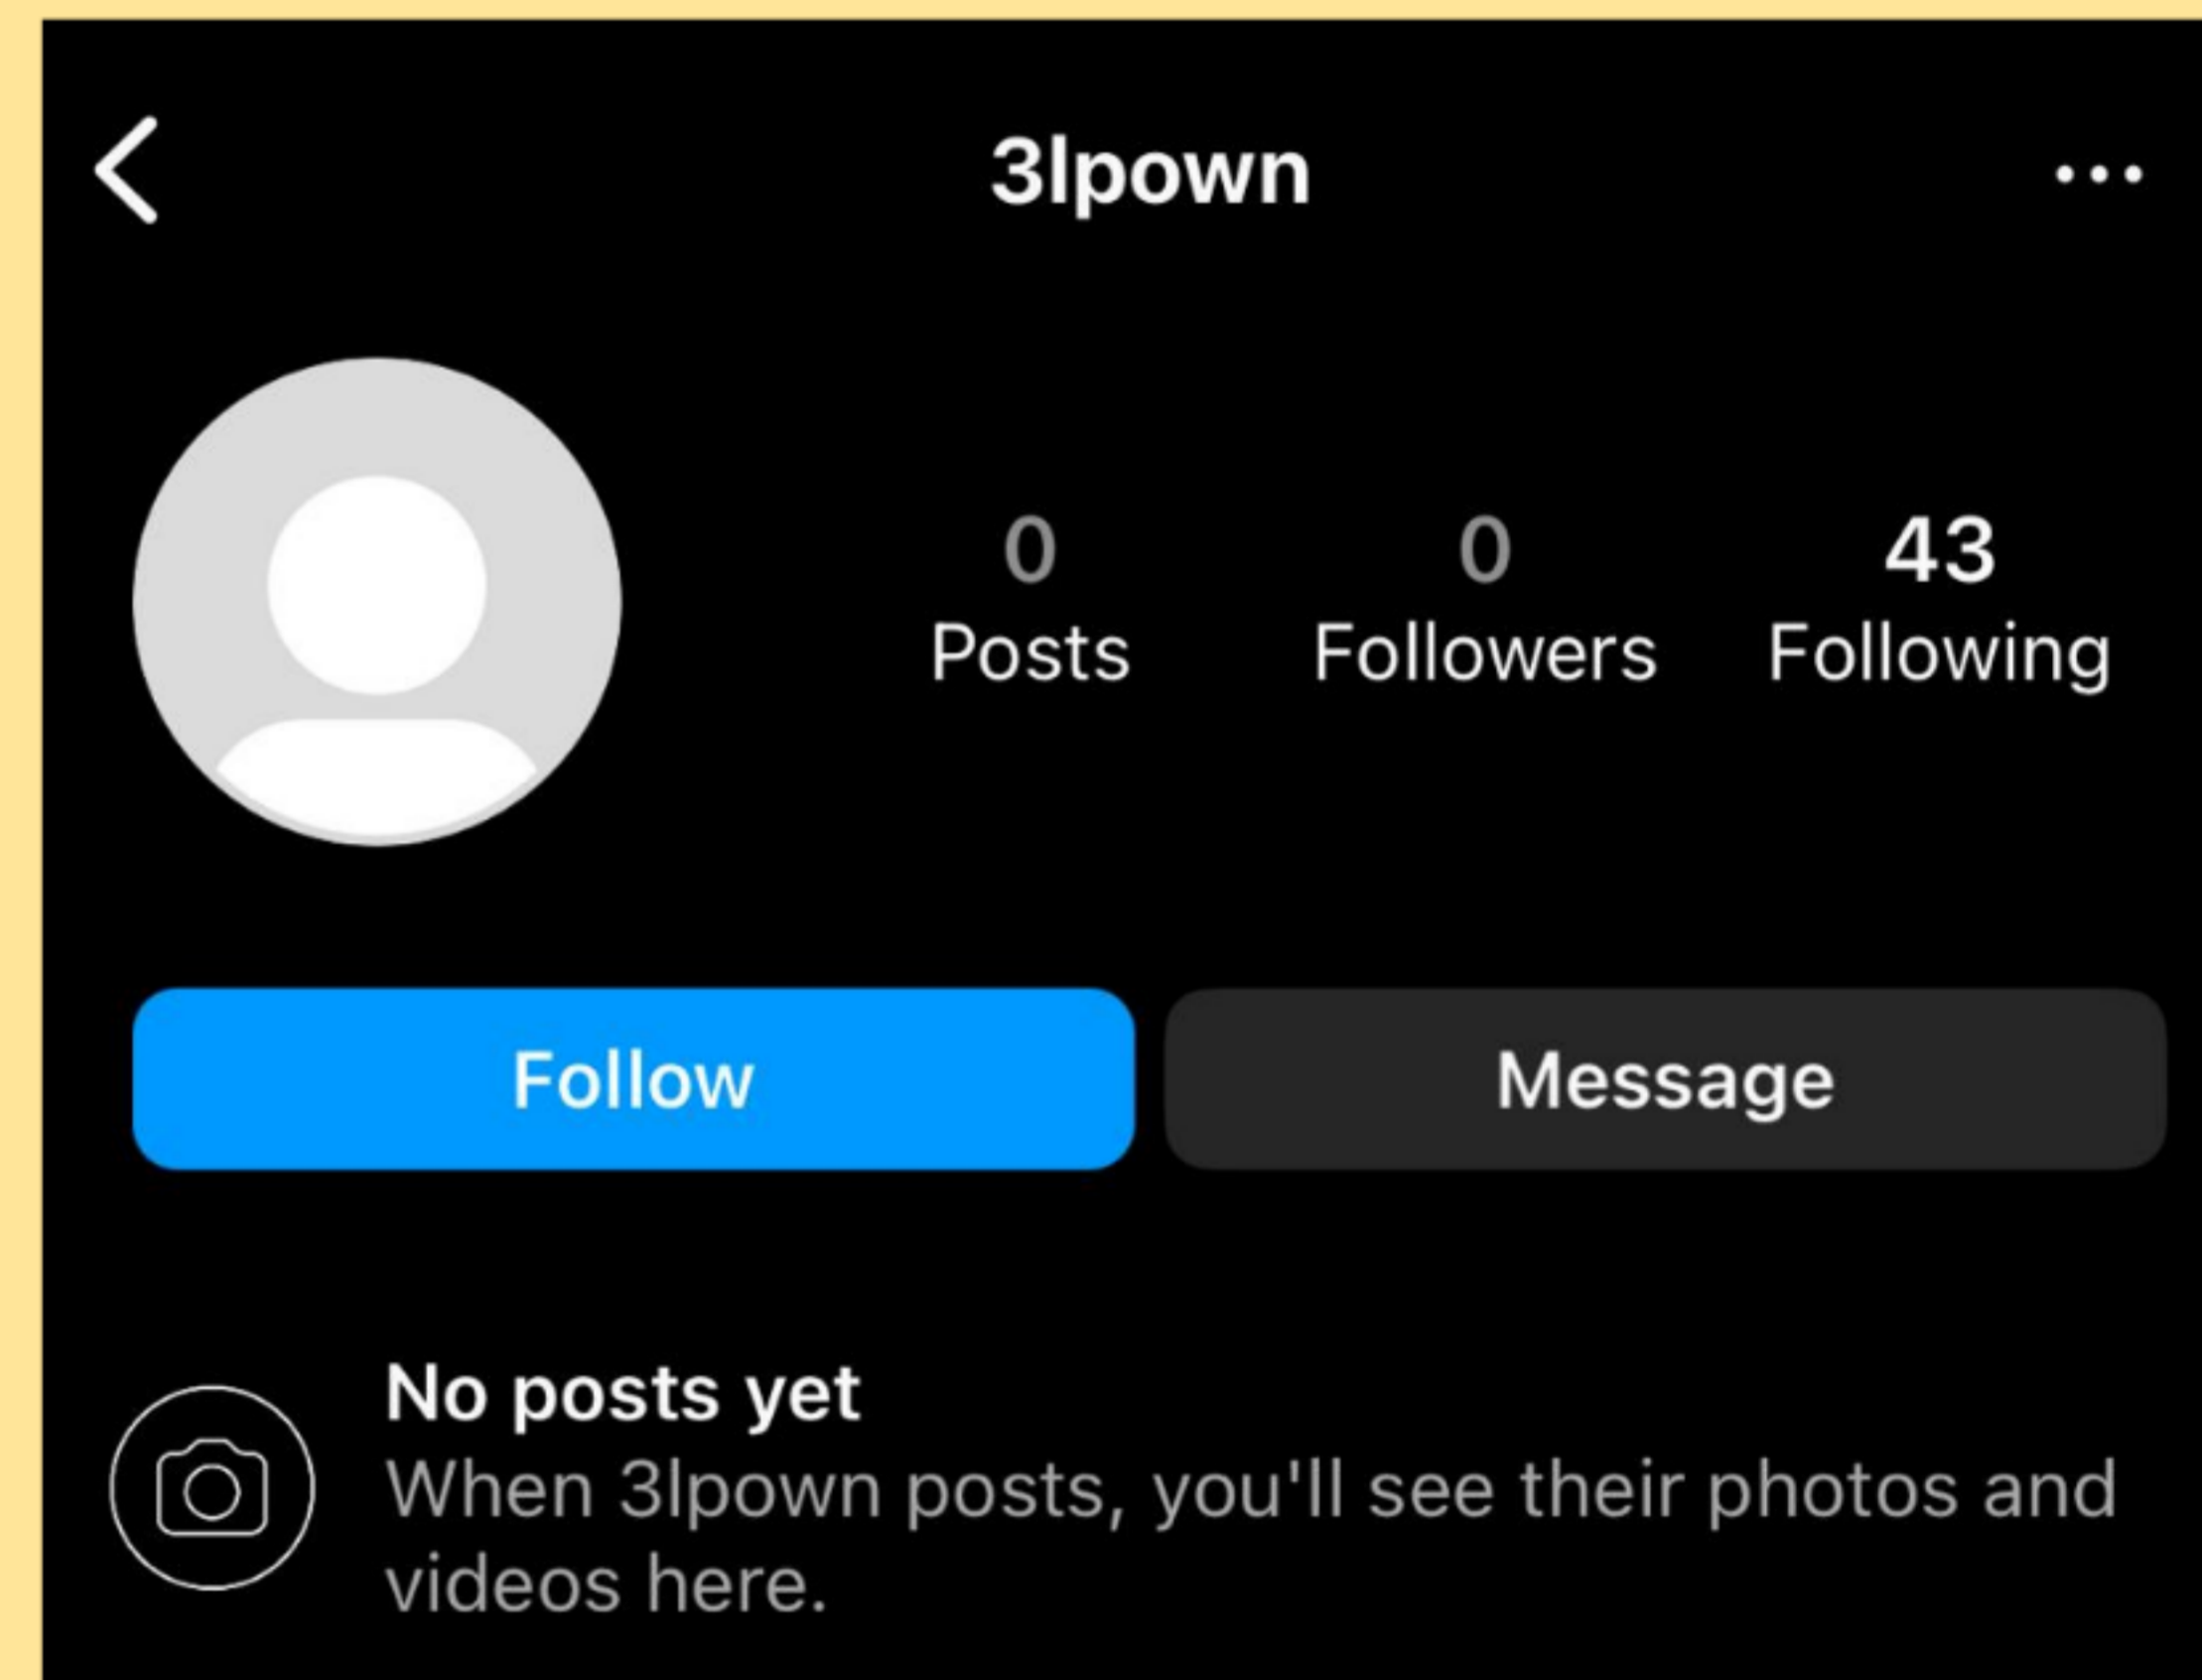 3lpown
0 0 43
Posts Followers Following
Follow Message
No posts yet
When 3lpown posts, you'll see their photos and
videos here.